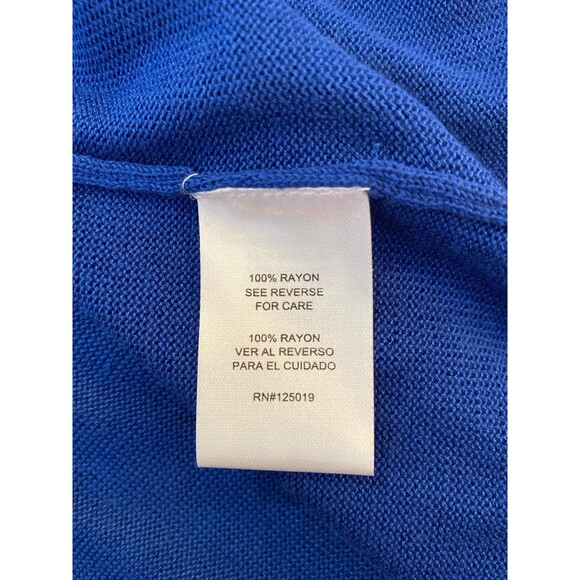 100% RAYON
SEE REVERSE
FOR CARE
100% RAYON
VER AL REVERSO
PARA EL CUIDADO
RN#125019